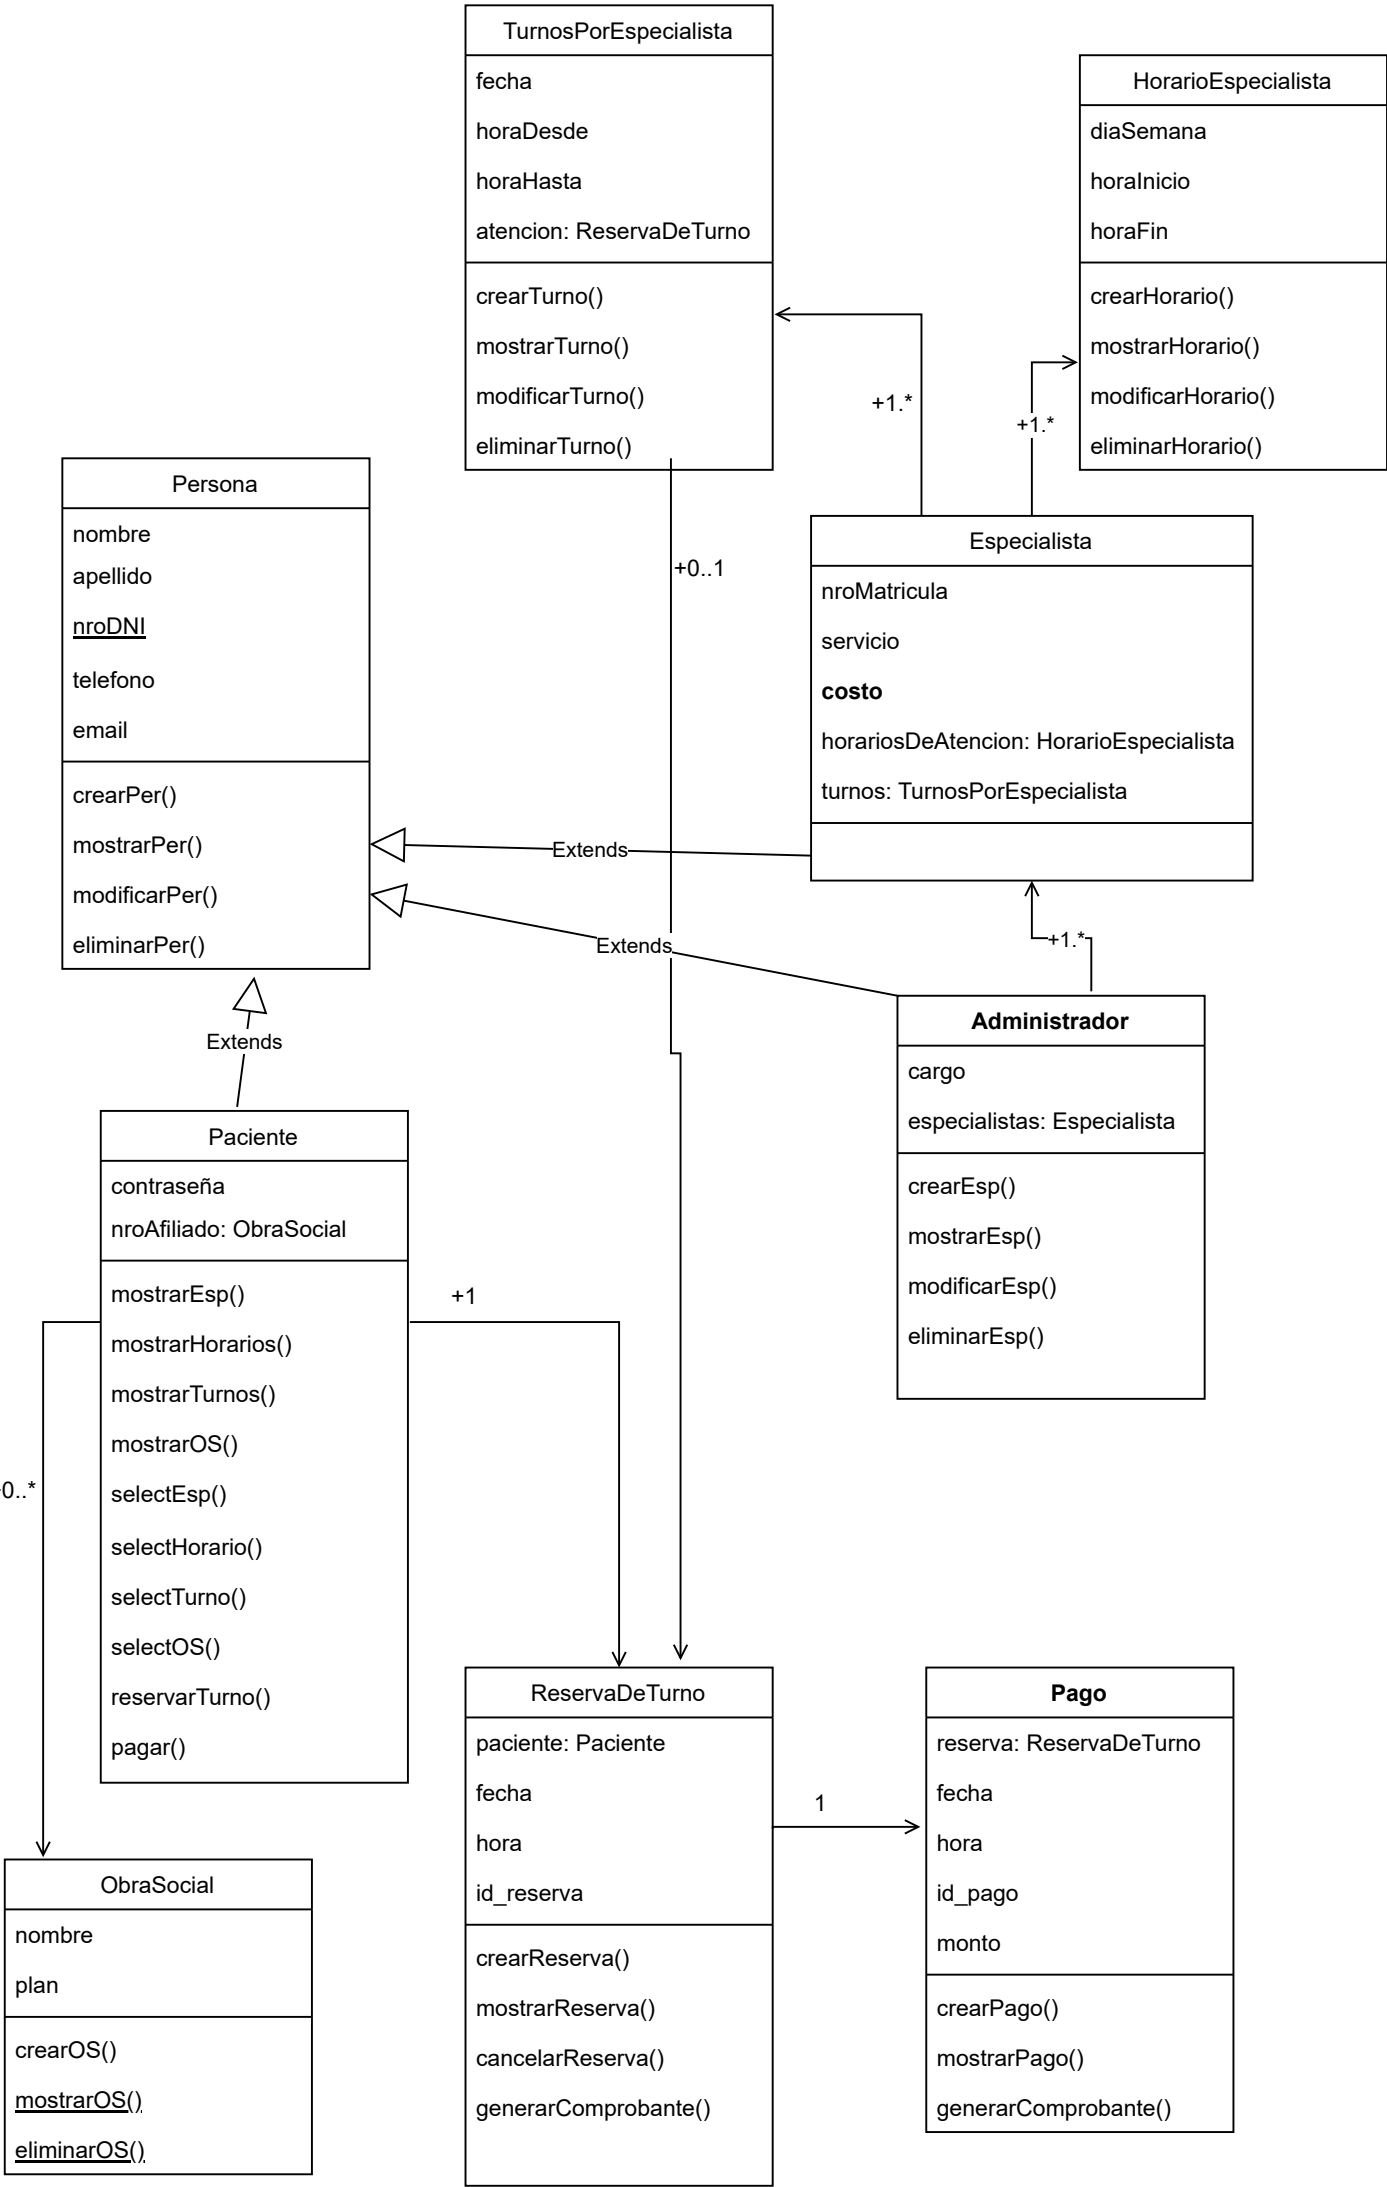 TurnosPorEspecialista
fecha
horaDesde
horaHasta
atencion: ReservaDeTurno
crearTurno()
mostrarTurno()
modificarTurno()
eliminarTurno()
HorarioEspecialista
diaSemana
horaInicio
horaFin
crearHorario()
mostrarHorario()
modificarHorario()
eliminarHorario()
+1.*
+1.*
+0..1
Persona
nombre
apellido
nroDNI
telefono
email
crearPer()
mostrarPer()
modificarPer()
eliminarPer()
Especialista
nroMatricula
servicio
costo
horariosDeAtencion: HorarioEspecialista
turnos: TurnosPorEspecialista
Extends
Extends
Extends
+1.*
Administrador
cargo
especialistas: Especialista
crearEsp()
mostrarEsp()
modificarEsp()
eliminarEsp()
Paciente
contraseña
nroAfiliado: ObraSocial
mostrarEsp()
mostrarHorarios()
mostrarTurnos()
mostrarOS()
selectEsp()
selectHorario()
selectTurno()
selectOS()
reservarTurno()
pagar()
+1
0..*
ObraSocial
nombre
plan
crearOS()
mostrarOS()
eliminarOS()
ReservaDeTurno
paciente: Paciente
fecha
hora
id_reserva
crearReserva()
mostrarReserva()
cancelarReserva()
generarComprobante()
1
Pago
reserva: ReservaDeTurno
fecha
hora
id_pago
monto
crearPago()
mostrarPago()
generarComprobante()